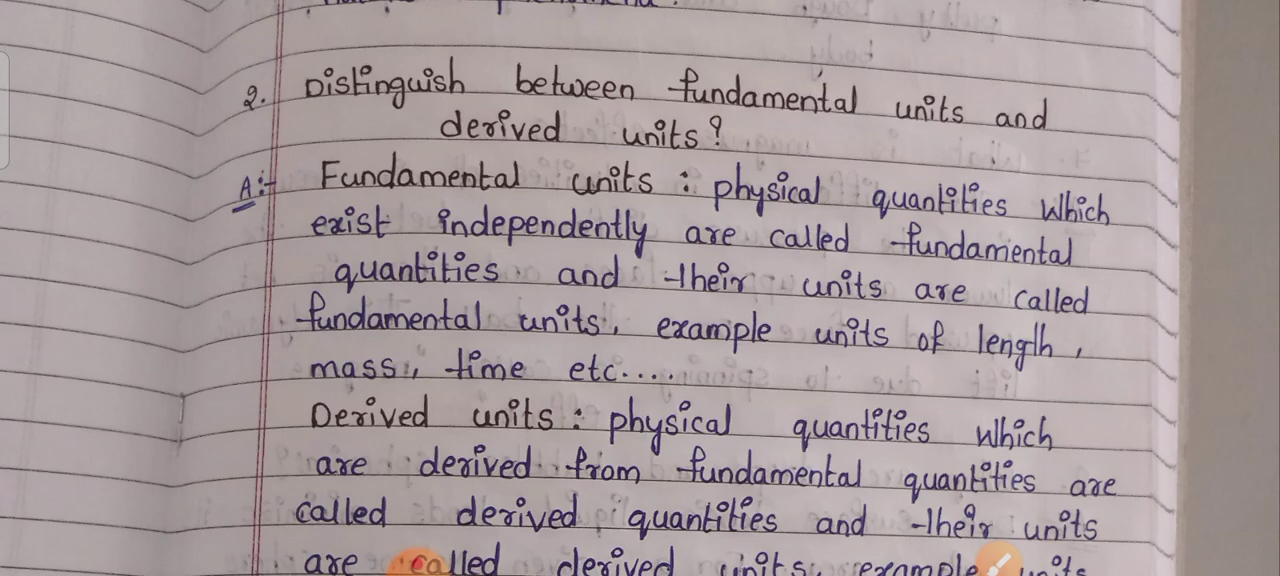 2. Distinguish between fundamental units and
derived units?
A:- Fundamental units : physical quantities which
exist independently are called fundamental
quantities and their units are called
fundamental units, example units of length,
mass, time etc....
Derived units : physical quantities which
are derived from fundamental quantities are
called derived quantities and their units
are called derived units, example units